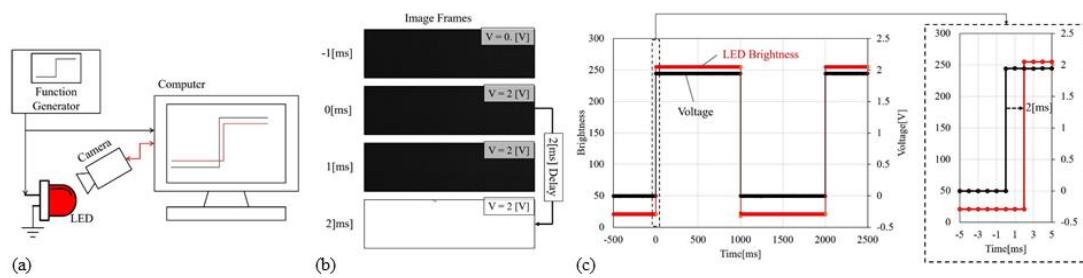 Function
Generator
Computer
Camera
LED
(a)
Image Frames
-1[ms]
V = 0. [V]
0[ms]
V = 2 [V]
1[ms]
V = 2 [V]
2]ms]
V = 2 [V]
2[ms] Delay
(b)
300
250
200
150
100
50
0
Brightness
LED Brightness
Voltage
2.5
2
1.5
1
0.5
0
-0.5
Voltage[V]
-500
0
500
1000
1500
2000
2500
Time[ms]
(c)
300
250
200
150
100
50
0
2[ms]
2.5
2
1.5
1
0.5
0
-0.5
-5
-3
-1
1
3
5
Time[ms]